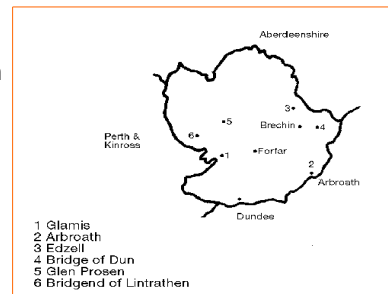 Aberdeenshire
3
Brechin
4
5
Perth &
Kinross
6
1
Forfar
2
Arbroath
Dundee
1 Glamis
2 Arbroath
3 Edzell
4 Bridge of Dun
5 Glen Prosen
6 Bridgend of Lintrathen